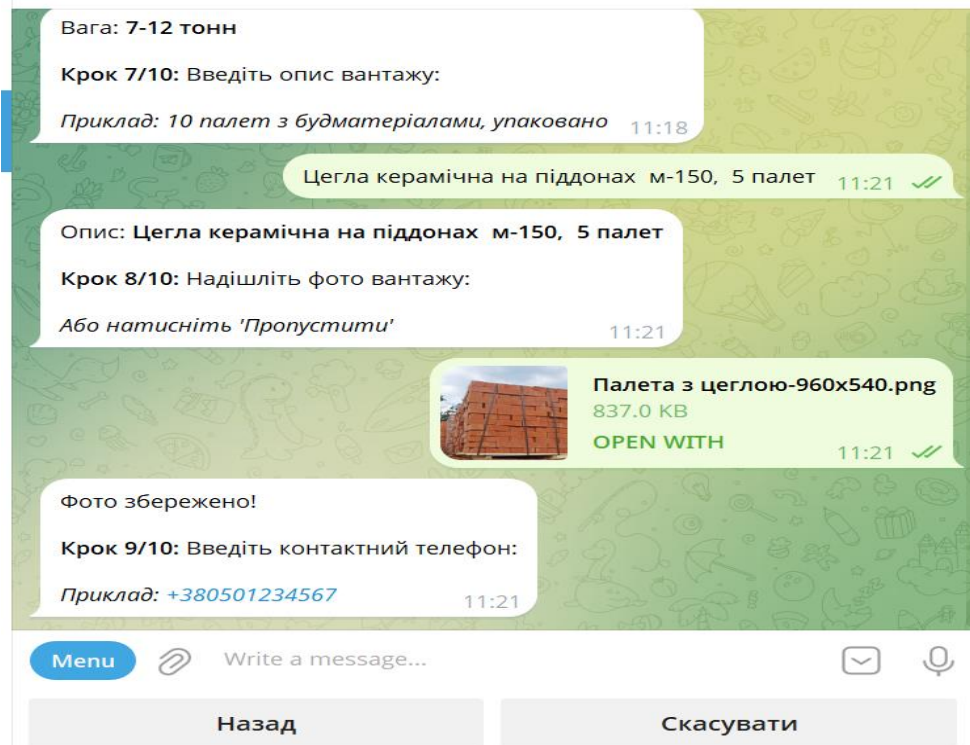 Вага: 7-12 тонн
Крок 7/10: Введіть опис вантажу:
Приклад: 10 палет з будматеріалами, упаковано 11:18
Цегла керамічна на піддонах м-150, 5 палет 11:21
Опис: Цегла керамічна на піддонах м-150, 5 палет
Крок 8/10: Надішліть фото вантажу:
Або натисніть 'Пропустити' 11:21
Палета з цеглою-960x540.png
837.0 KB
OPEN WITH 11:21
Фото збережено!
Крок 9/10: Введіть контактний телефон:
Приклад: +380501234567 11:21
Menu Write a message...
Назад Скасувати